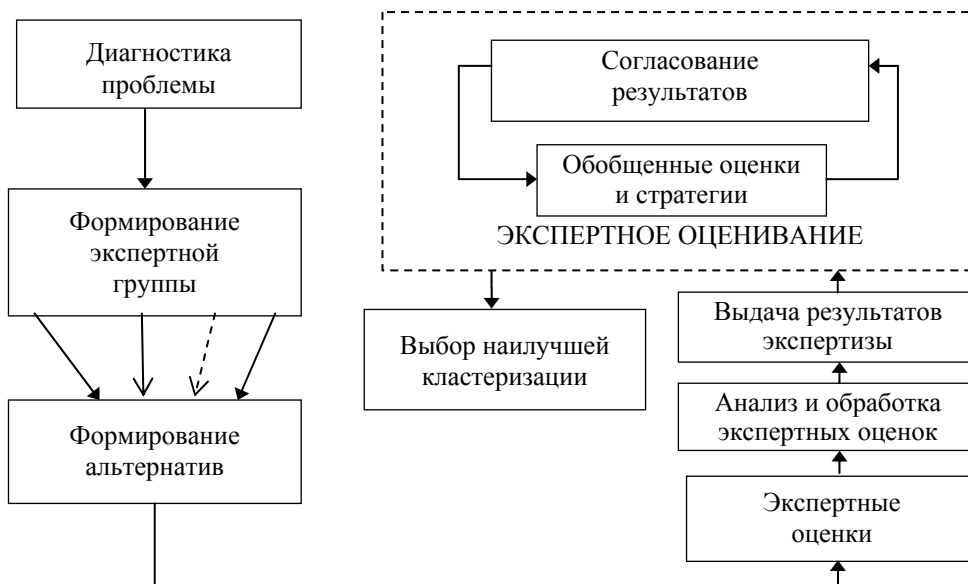 Диагностика
проблемы
Формирование
экспертной
группы
Формирование
альтернатив
Согласование
результатов
Обобщенные оценки
и стратегии
ЭКСПЕРТНОЕ ОЦЕНИВАНИЕ
Выбор наилучшей
кластеризации
Выдача результатов
экспертизы
Анализ и обработка
экспертных оценок
Экспертные
оценки